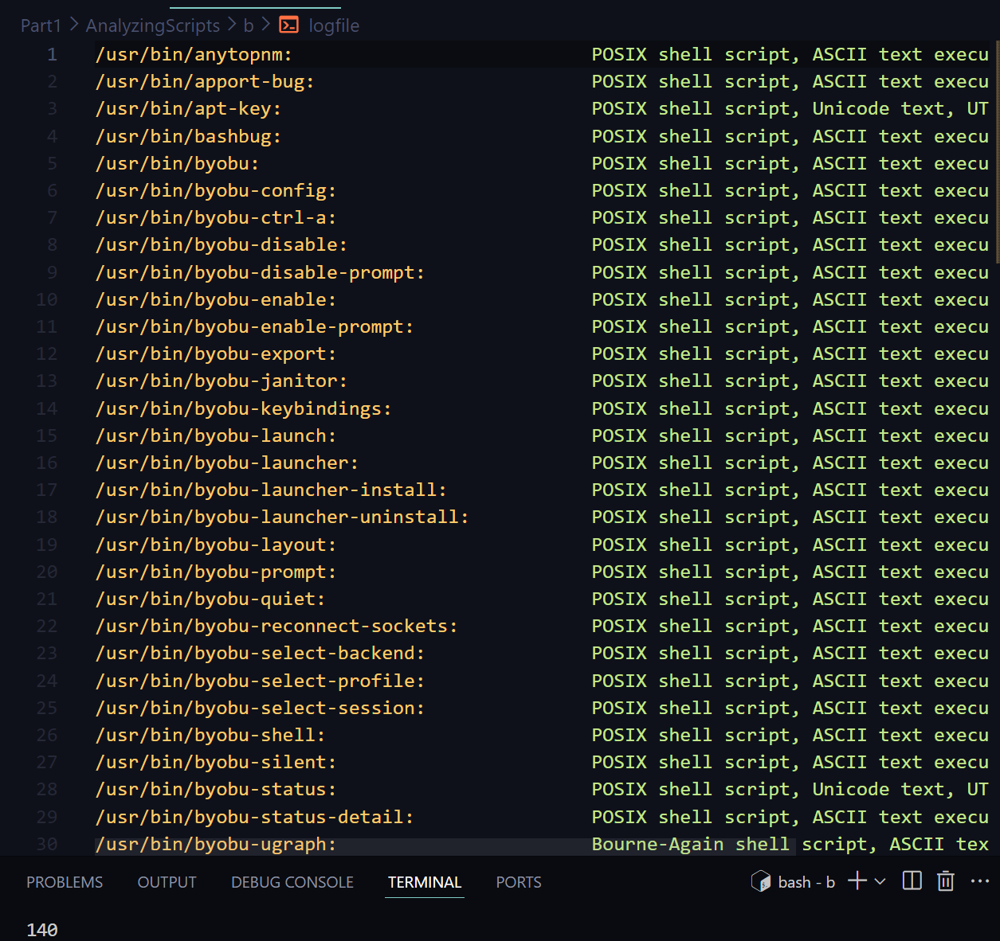 Part1 > AnalyzingScripts > b > logfile
1 /usr/bin/anytopnm: POSIX shell script, ASCII text execu
2 /usr/bin/apport-bug: POSIX shell script, ASCII text execu
3 /usr/bin/apt-key: POSIX shell script, Unicode text, UT
4 /usr/bin/bashbug: POSIX shell script, ASCII text execu
5 /usr/bin/byobu: POSIX shell script, ASCII text execu
6 /usr/bin/byobu-config: POSIX shell script, ASCII text execu
7 /usr/bin/byobu-ctrl-a: POSIX shell script, ASCII text execu
8 /usr/bin/byobu-disable: POSIX shell script, ASCII text execu
9 /usr/bin/byobu-disable-prompt: POSIX shell script, ASCII text execu
10 /usr/bin/byobu-enable: POSIX shell script, ASCII text execu
11 /usr/bin/byobu-enable-prompt: POSIX shell script, ASCII text execu
12 /usr/bin/byobu-export: POSIX shell script, ASCII text execu
13 /usr/bin/byobu-janitor: POSIX shell script, ASCII text execu
14 /usr/bin/byobu-keybindings: POSIX shell script, ASCII text execu
15 /usr/bin/byobu-launch: POSIX shell script, ASCII text execu
16 /usr/bin/byobu-launcher: POSIX shell script, ASCII text execu
17 /usr/bin/byobu-launcher-install: POSIX shell script, ASCII text execu
18 /usr/bin/byobu-launcher-uninstall: POSIX shell script, ASCII text execu
19 /usr/bin/byobu-layout: POSIX shell script, ASCII text execu
20 /usr/bin/byobu-prompt: POSIX shell script, ASCII text execu
21 /usr/bin/byobu-quiet: POSIX shell script, ASCII text execu
22 /usr/bin/byobu-reconnect-sockets: POSIX shell script, ASCII text execu
23 /usr/bin/byobu-select-backend: POSIX shell script, ASCII text execu
24 /usr/bin/byobu-select-profile: POSIX shell script, ASCII text execu
25 /usr/bin/byobu-select-session: POSIX shell script, ASCII text execu
26 /usr/bin/byobu-shell: POSIX shell script, ASCII text execu
27 /usr/bin/byobu-silent: POSIX shell script, ASCII text execu
28 /usr/bin/byobu-status: POSIX shell script, Unicode text, UT
29 /usr/bin/byobu-status-detail: POSIX shell script, ASCII text execu
30 /usr/bin/byobu-ugraph: Bourne-Again shell script, ASCII tex
PROBLEMS OUTPUT DEBUG CONSOLE TERMINAL PORTS bash - b
140